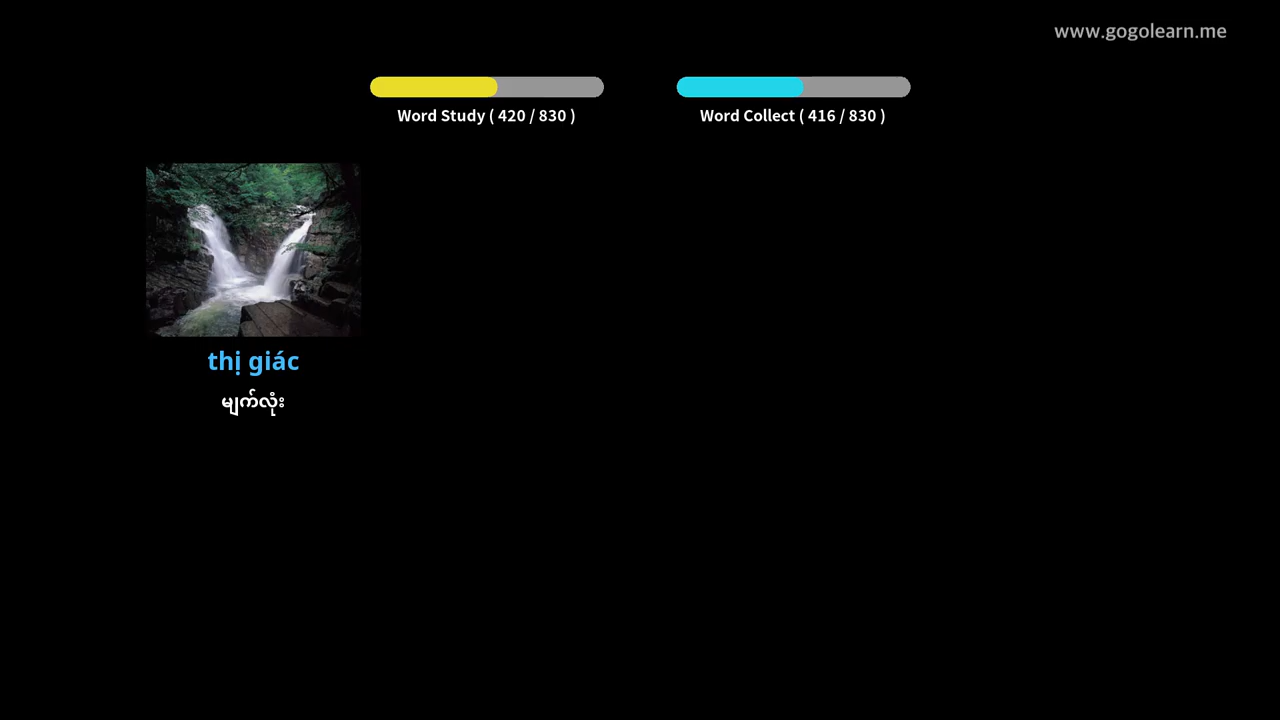 www.gogolearn.me
Word Study ( 420 / 830 )
Word Collect ( 416 / 830 )
thị giác
မျက်လုံး